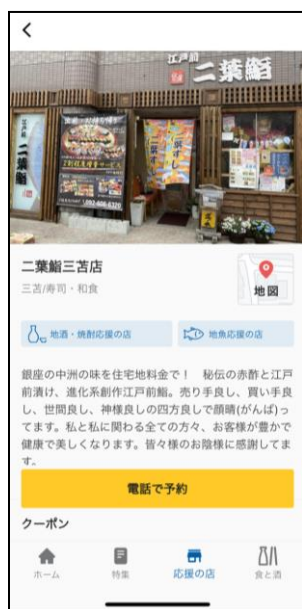 江戸前
二葉鮨
江戸前
二葉鮨
092-606-6320
二葉鮨三苫店
三苫/寿司・和食
地図
地酒・焼酎応援の店
地魚応援の店
銀座の中洲の味を住宅地料金で！　秘伝の赤酢と江戸
前漬け、進化系創作江戸前鮨。売り手良し、買い手良
し、世間良し、神様良しの四方良しで顔晴(がんば)っ
てます。私と私に関わる全ての方々、お客様が豊かで
健康で美しくなります。皆々様のお陰様に感謝してま
す。
電話で予約
クーポン
ホーム
特集
応援の店
食と酒